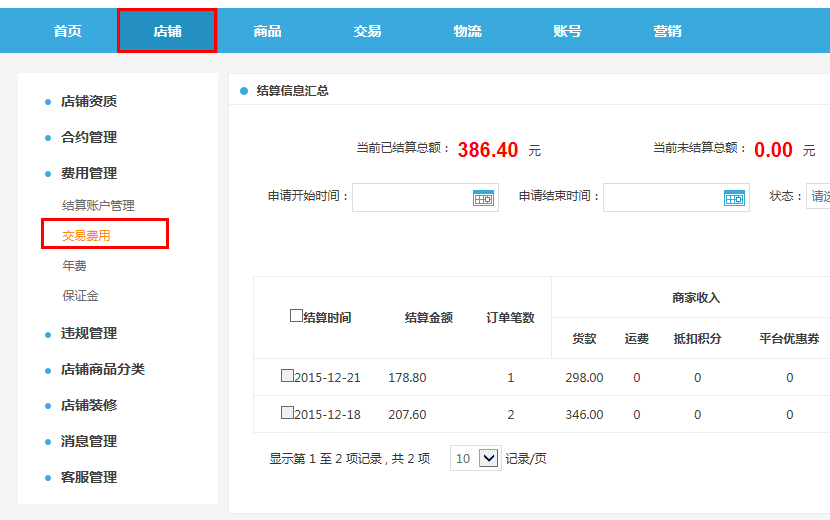 首页 店铺 商品 交易 物流 账号 营销
店铺资质
合约管理
费用管理
结算账户管理
交易费用
年费
保证金
违规管理
店铺商品分类
店铺装修
消息管理
客服管理
结算信息汇总
当前已结算总额： 386.40 元 当前未结算总额： 0.00 元
申请开始时间： 申请结束时间： 状态： 请
商家收入
结算时间 结算金额 订单笔数
货款 运费 抵扣积分 平台优惠券
2015-12-21 178.80 1 298.00 0 0 0
2015-12-18 207.60 2 346.00 0 0 0
显示第 1 至 2 项记录 , 共 2 项 10 记录/页